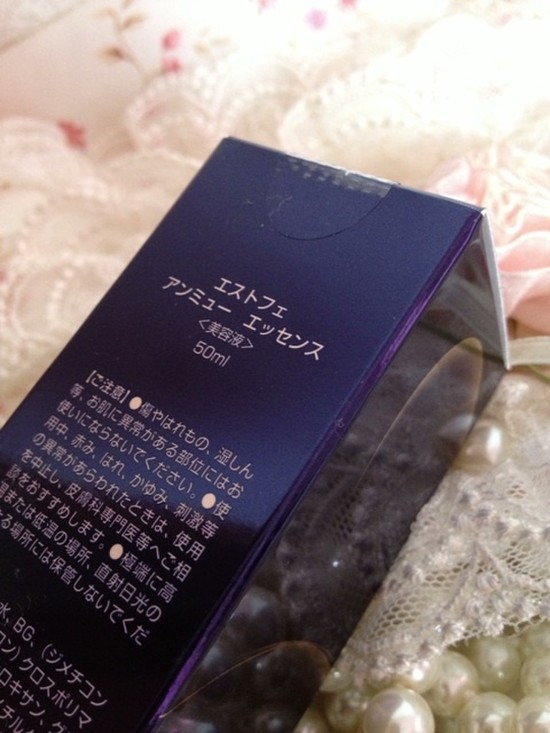 エストフェ
アンミュー エッセンス
<美容液>
50ml
【ご注意】●傷やはれもの、湿しん
等、お肌に異常がある部位にはお
使いにならないでください。●使
用中、赤み、はれ、かゆみ、刺激等
の異常があらわれたときは、使用
を中止し、皮膚科専門医等へご相
をおすすめします。●極端に高
または低温の場所、直射日光の
る場所には保管しないでくだ
水、BG、(ジメチコン
クロスポリマ
ロキサン、グ